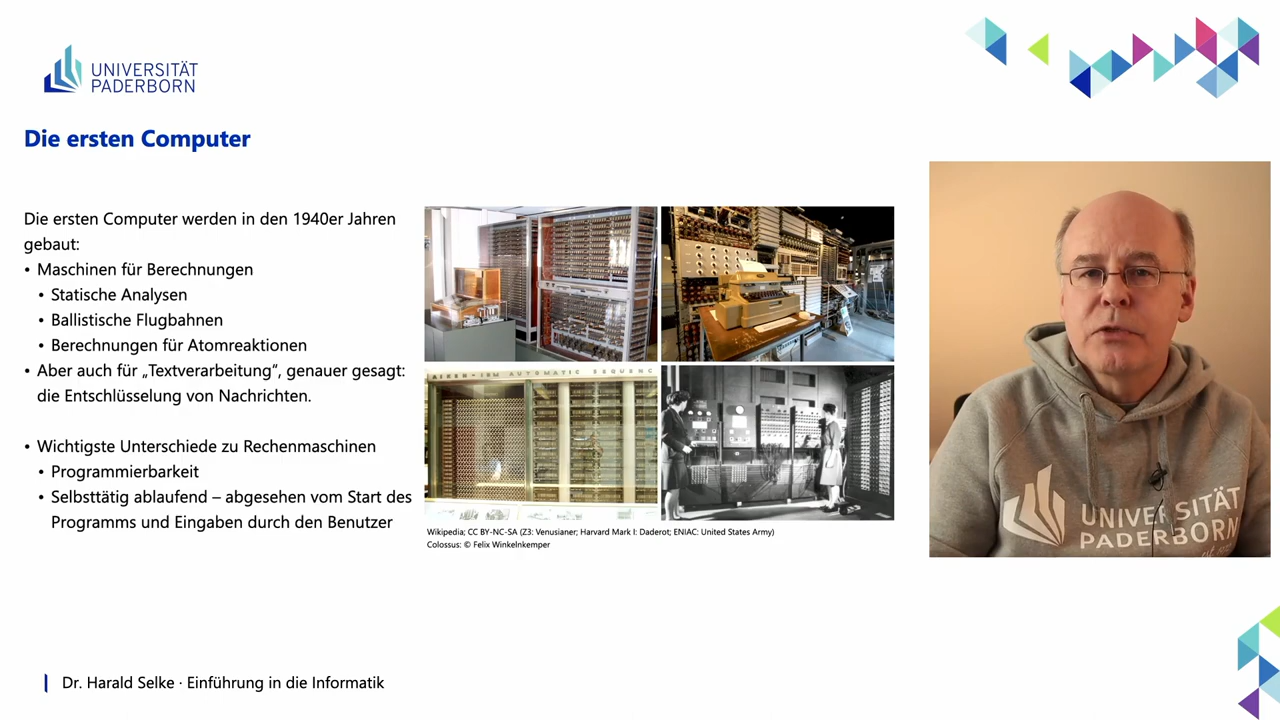 UNIVERSITÄT
PADERBORN
Die ersten Computer
Die ersten Computer werden in den 1940er Jahren
gebaut:
• Maschinen für Berechnungen
• Statische Analysen
• Ballistische Flugbahnen
• Berechnungen für Atomreaktionen
• Aber auch für „Textverarbeitung“, genauer gesagt:
die Entschlüsselung von Nachrichten.
• Wichtigste Unterschiede zu Rechenmaschinen
• Programmierbarkeit
• Selbsttätig ablaufend – abgesehen vom Start des
Programms und Eingaben durch den Benutzer
IBM AUTOMATIC SEQUENC
Wikipedia; CC BY-NC-SA (Z3: Venusianer; Harvard Mark I: Daderot; ENIAC: United States Army)
Colossus: © Felix Winkelnkemper
UNIVERSITÄT
PADERBORN
Dr. Harald Selke · Einführung in die Informatik